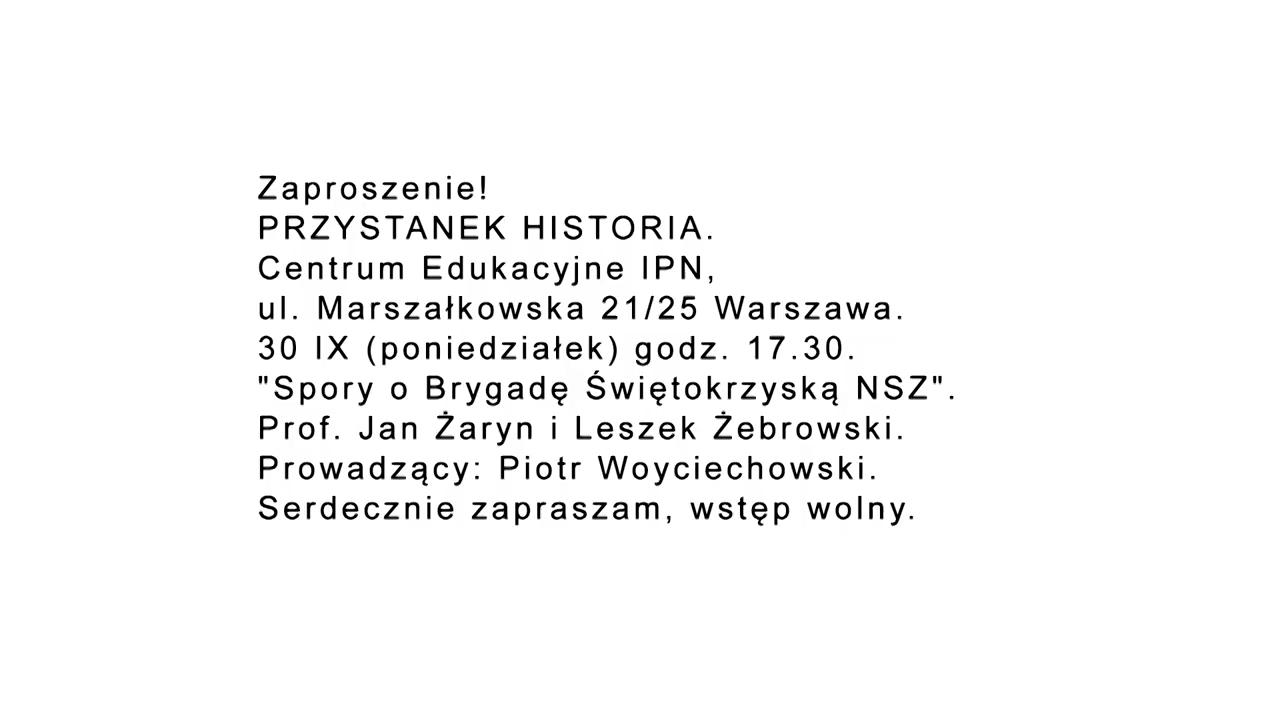 Zaproszenie!
PRZYSTANEK HISTORIA.
Centrum Edukacyjne IPN,
ul. Marszałkowska 21/25 Warszawa.
30 IX (poniedziałek) godz. 17.30.
"Spory o Brygadę Świętokrzyską NSZ".
Prof. Jan Żaryn i Leszek Żebrowski.
Prowadzący: Piotr Woyciechowski.
Serdecznie zapraszam, wstęp wolny.